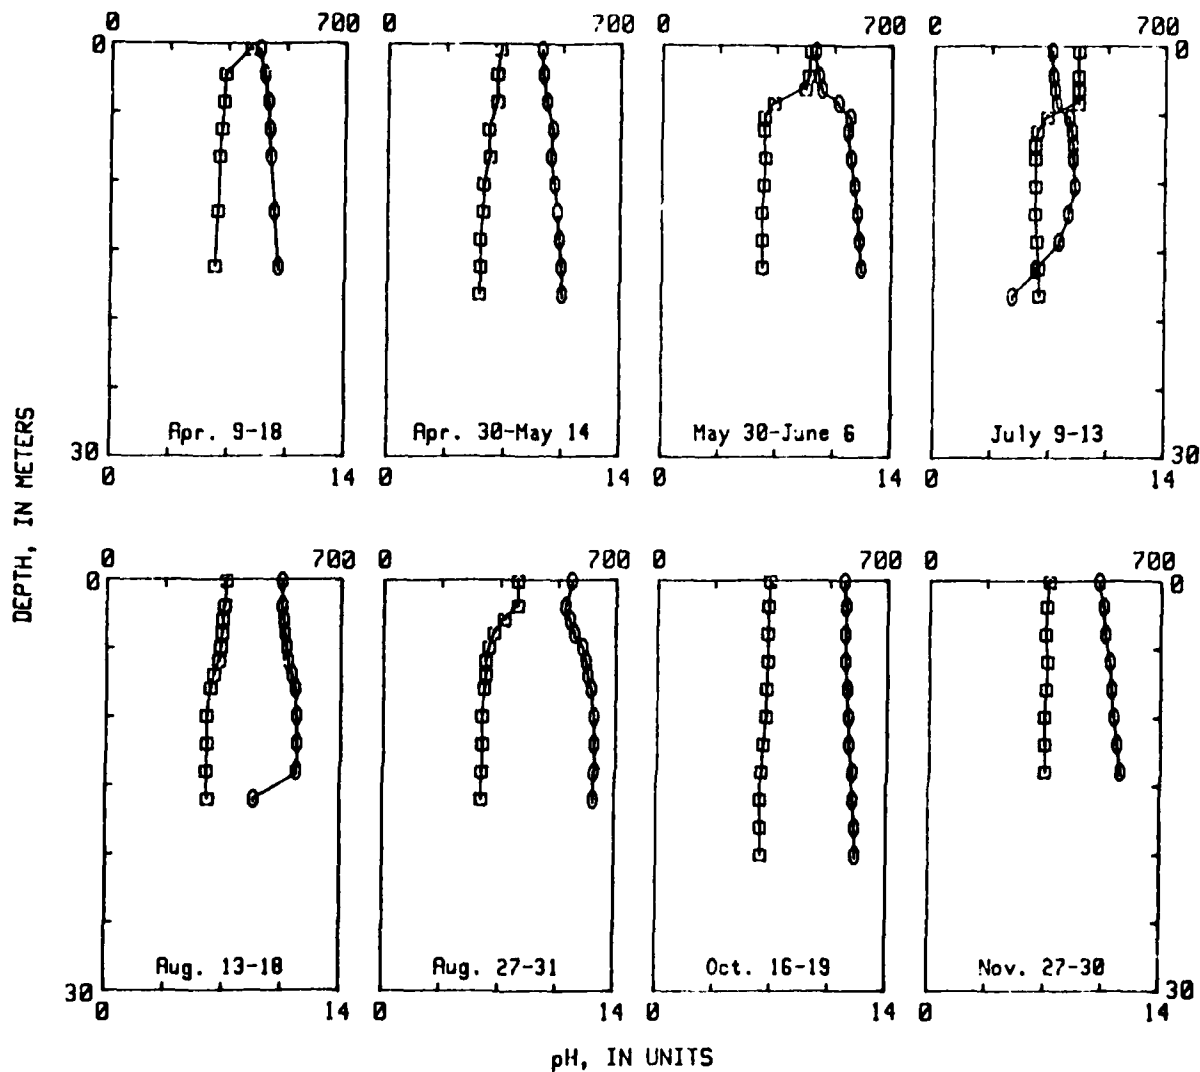 0 700 0 700 0 700 0 700
0 0
DEPTH, IN METERS
Apr. 9-18 Apr. 30-May 14 May 30-June 6 July 9-13
30 30
0 14 0 14 0 14 0 14
0 700 0 700 0 700 0 700
0 0
Aug. 13-18 Aug. 27-31 Oct. 16-19 Nov. 27-30
30 30
0 14 0 14 0 14 0 14
pH, IN UNITS